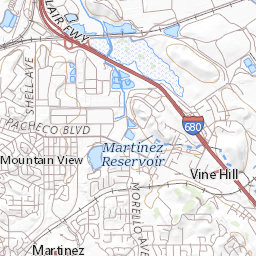 LAIR FWY
SHELL AVE
680
PACHECO BLVD
Martinez
Reservoir
Mountain View
Vine Hill
MORELLO AVE
Martinez